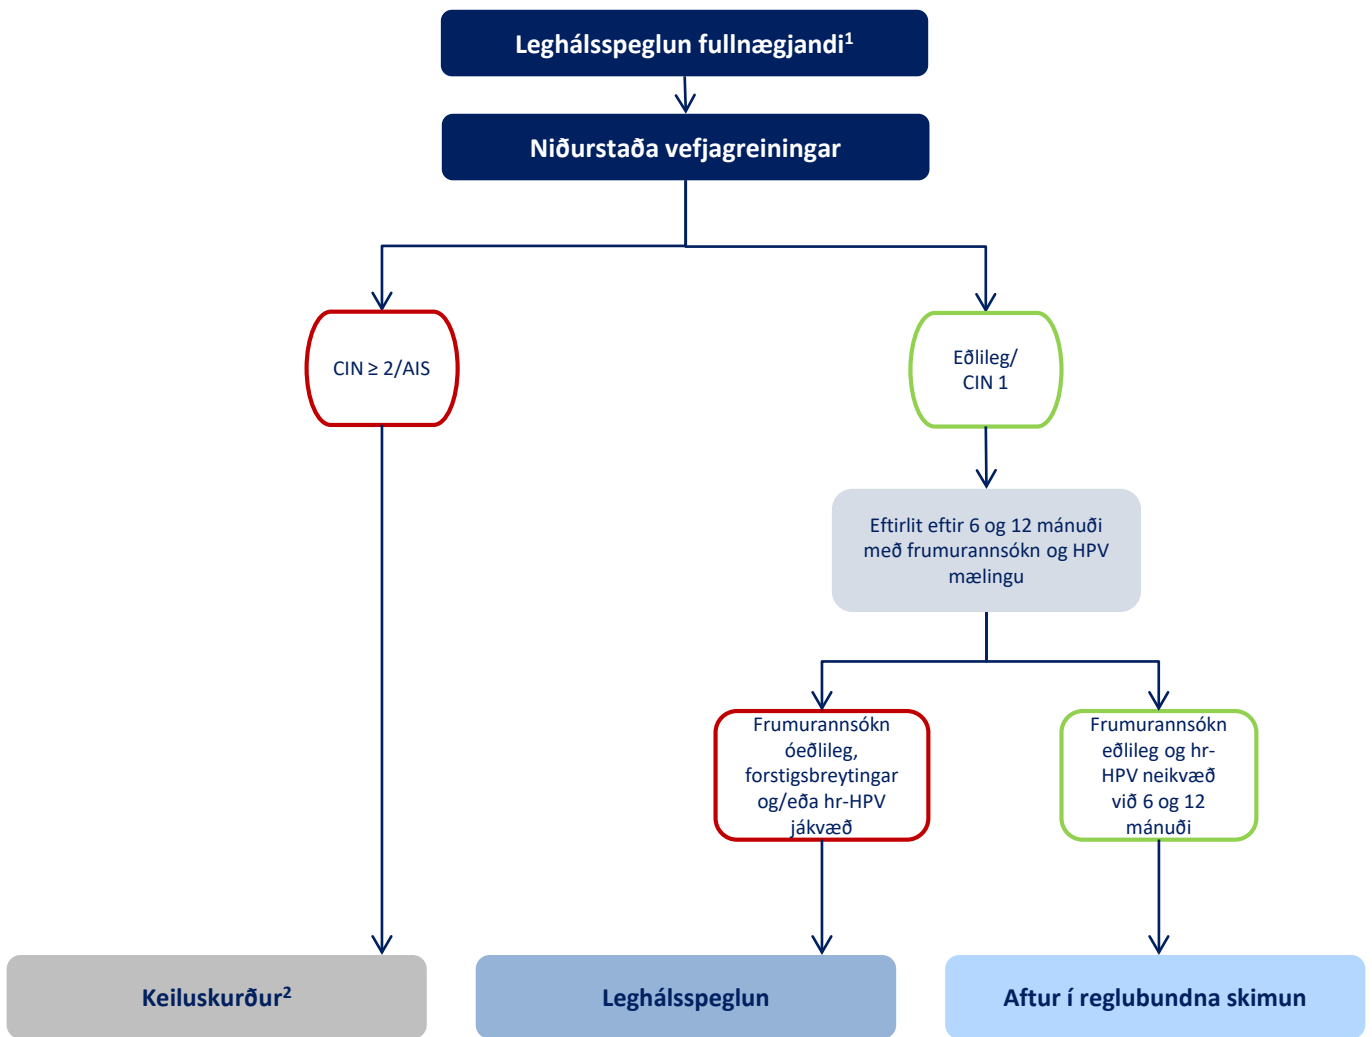 Leghálsspeglun fullnægjandi¹
Niðurstaða vefjagreiningar
CIN ≥ 2/AIS
Eðlileg/
CIN 1
Eftirlit eftir 6 og 12 mánuði
með frumurannsókn og HPV
mælingu
Frumurannsókn
óeðlileg,
forstigsbreytingar
og/eða hr-HPV
jákvæð
Frumurannsókn
eðlileg og hr-
HPV neikvæð
við 6 og 12
mánuði
Keiluskurður²
Leghálsspeglun
Aftur í reglubundna skimun